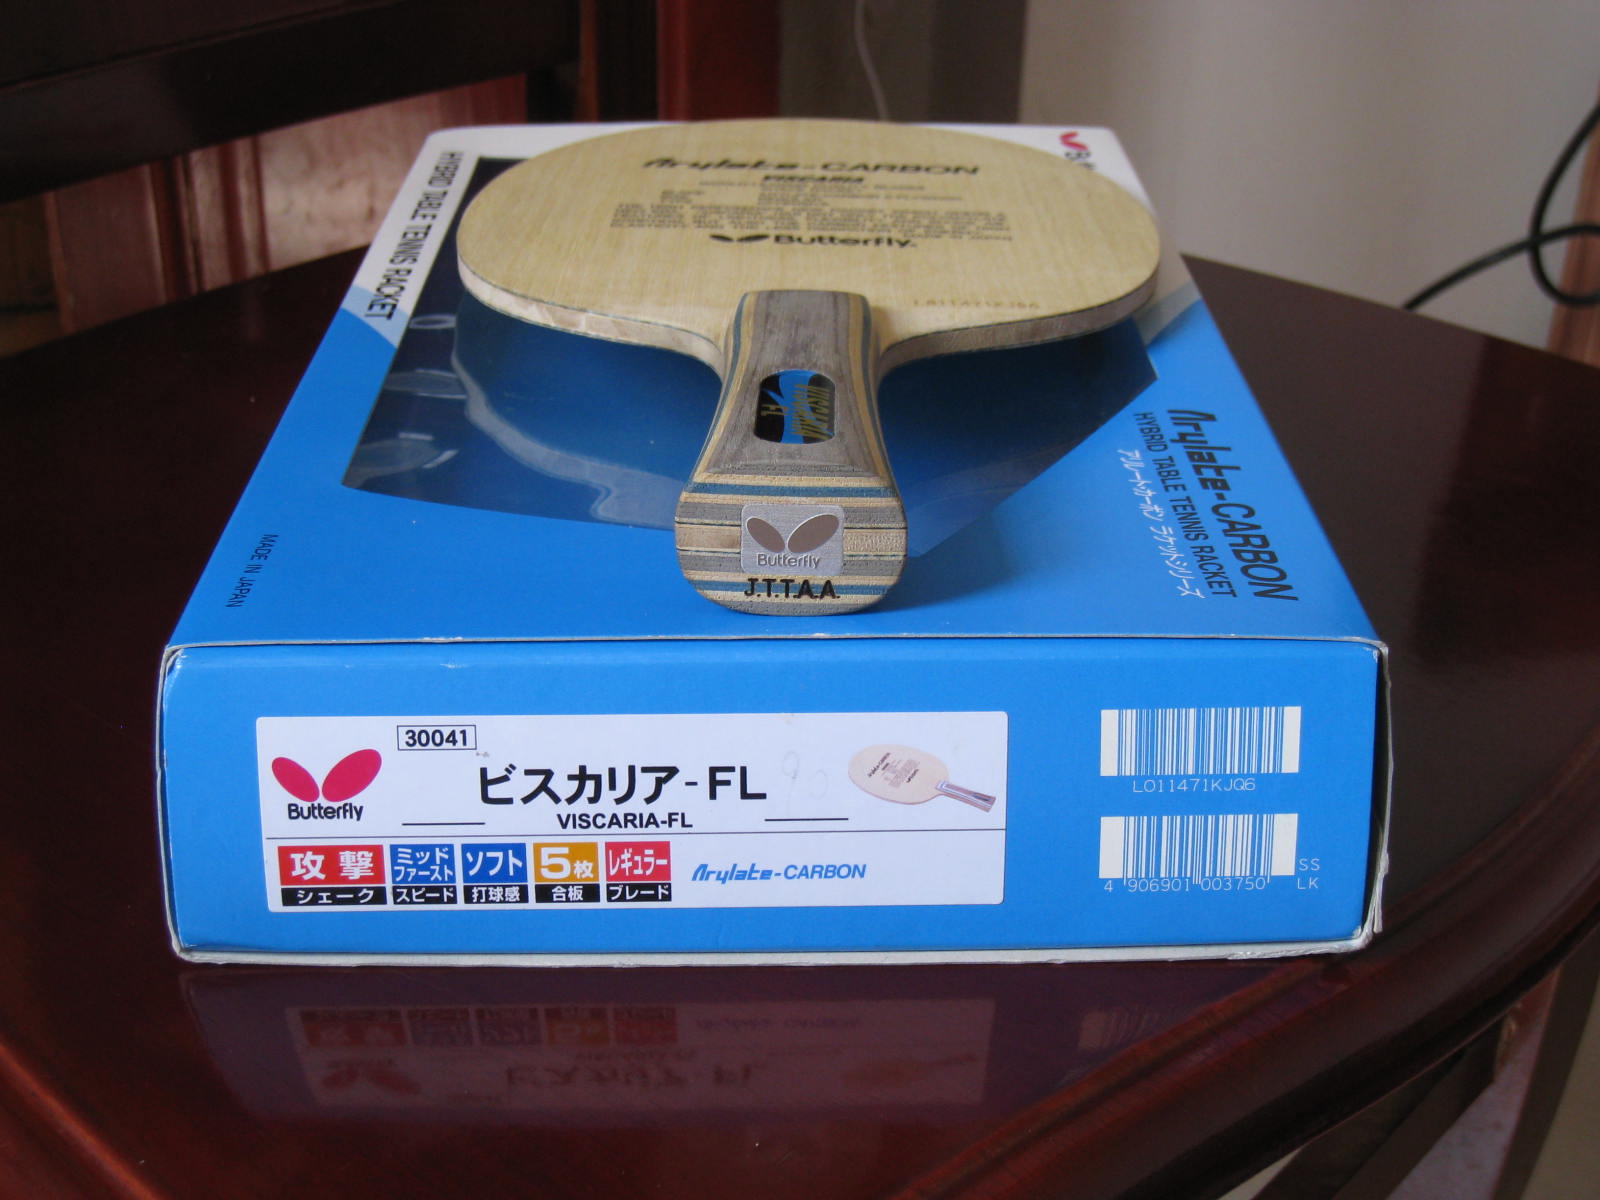 HYBRID TABLE TENNIS RACKET
Arylate-CARBON
VISCARIA
Butterfly
VISCARIA
FL
Butterfly
J.T.T.A.A.
MADE IN JAPAN
Arylate-CARBON
HYBRID TABLE TENNIS RACKET
アリレート・カーボン ラケットシリーズ
30041
Butterfly
ビスカリア-FL
VISCARIA-FL
攻撃
シェーク
ミッド
ファースト
スピード
ソフト
打球感
5枚
合板
レギュラー
ブレード
Arylate-CARBON
L011471KJQ6
4 906901 003750
SS
LK